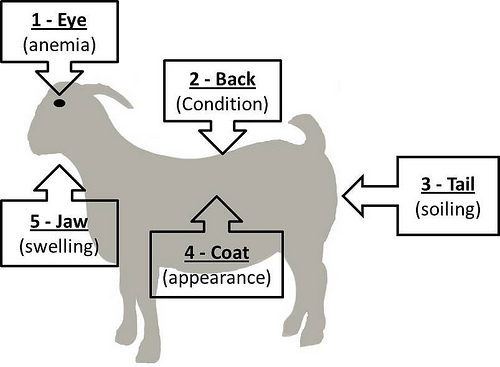 1 - Eye
(anemia)
2 - Back
(Condition)
3 - Tail
(soiling)
4 - Coat
(appearance)
5 - Jaw
(swelling)